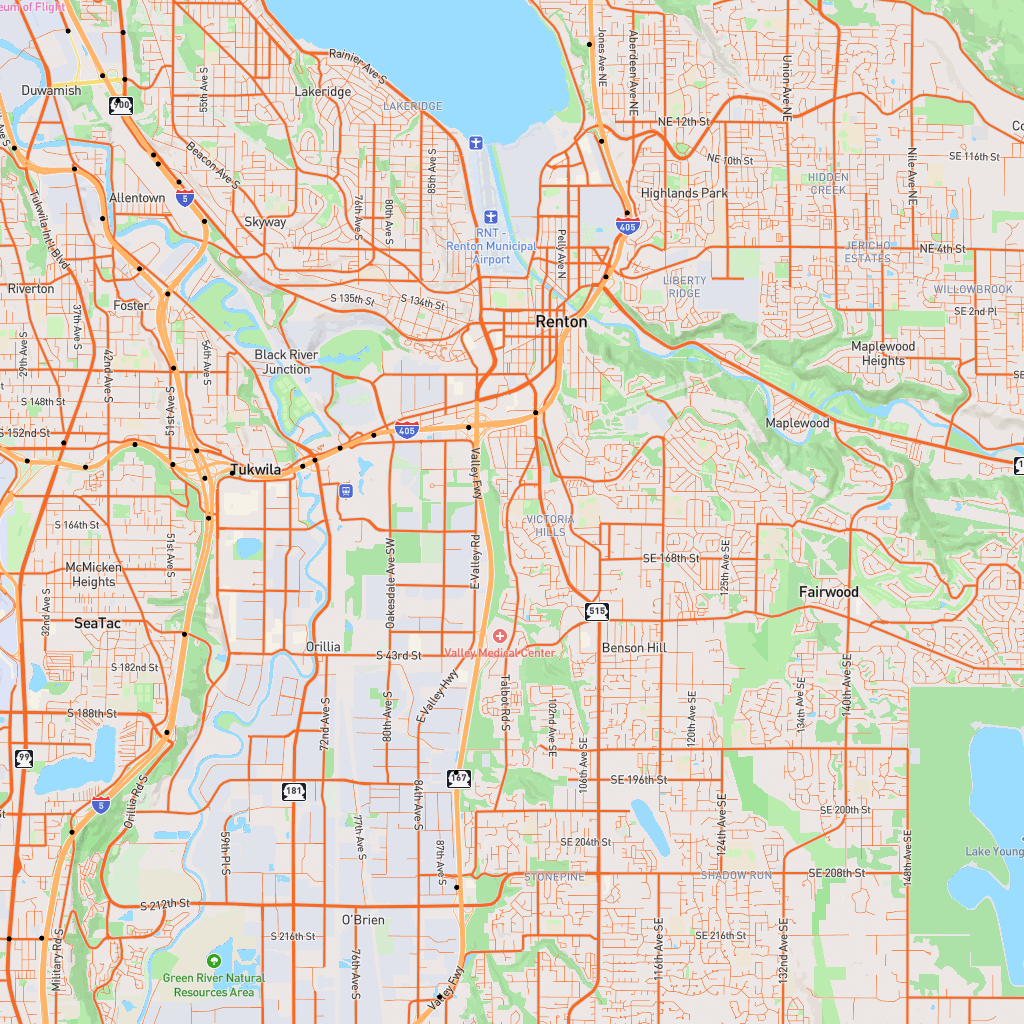 eum of Flight
Duwamish
900
55th Ave S
Rainier Ave S
Lakeridge
LAKERIDGE
Jones Ave NE
Aberdeen Ave NE
Union Ave NE
NE 12th St
NE 10th St
SE 116th St
Nile Ave NE
HIDDEN
CREEK
Beacon Ave S
Allentown
5
Skyway
76th Ave S
80th Ave S
85th Ave S
Highlands Park
405
RNT -
Renton Municipal
Airport
Pelly Ave N
JERICHO
ESTATES
NE 4th St
Tukwila Int'l Blvd
Riverton
Foster
37th Ave S
29th Ave S
42nd Ave S
56th Ave S
S 135th St
S 134th St
LIBERTY
RIDGE
WILLOWBROOK
SE 2nd Pl
Renton
Maplewood
Heights
Black River
Junction
S 148th St
51st Ave S
S 152nd St
405
Maplewood
Tukwila
Valley Fwy
S 164th St
51st Ave S
VICTORIA
HILLS
McMicken
Heights
32nd Ave S
Oakesdale Ave SW
E Valley Rd
SE 168th St
125th Ave SE
Fairwood
SeaTac
515
Orillia
Valley Medical Center
Benson Hill
S 43rd St
S 182nd St
E Valley Hwy
Talbot Rd S
102nd Ave SE
120th Ave SE
134th Ave SE
140th Ave SE
S 188th St
72nd Ave S
80th Ave S
99
106th Ave SE
SE 196th St
167
181
5
Orillia Rd S
84th Ave S
77th Ave S
87th Ave S
59th Pl S
SE 200th St
SE 204th St
124th Ave SE
148th Ave SE
Lake Young
STONEPINE
SHADOW RUN
SE 208th St
S 212th St
O'Brien
S 216th St
SE 216th St
Military Rd S
76th Ave S
116th Ave SE
132nd Ave SE
Green River Natural
Resources Area
Valley Fwy